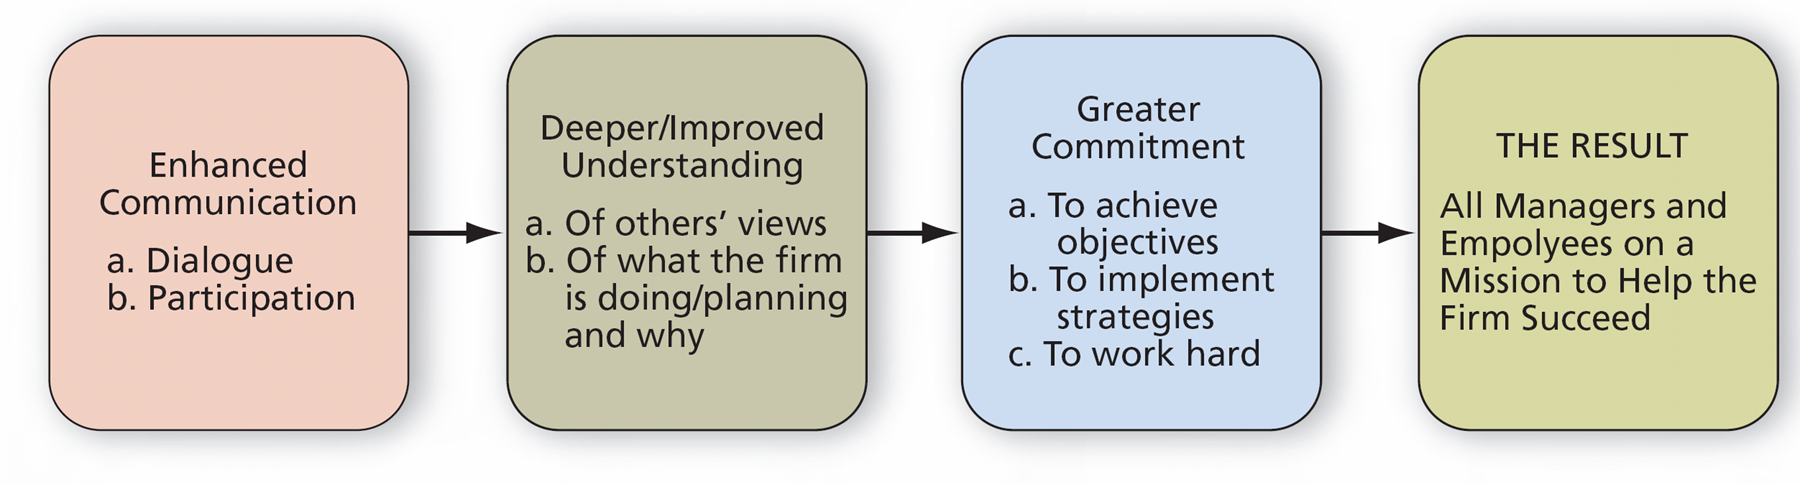 Enhanced
Communication
a. Dialogue
b. Participation
Deeper/Improved
Understanding
a. Of others’ views
b. Of what the firm
is doing/planning
and why
Greater
Commitment
a. To achieve
objectives
b. To implement
strategies
c. To work hard
THE RESULT
All Managers and
Empolyees on a
Mission to Help the
Firm Succeed